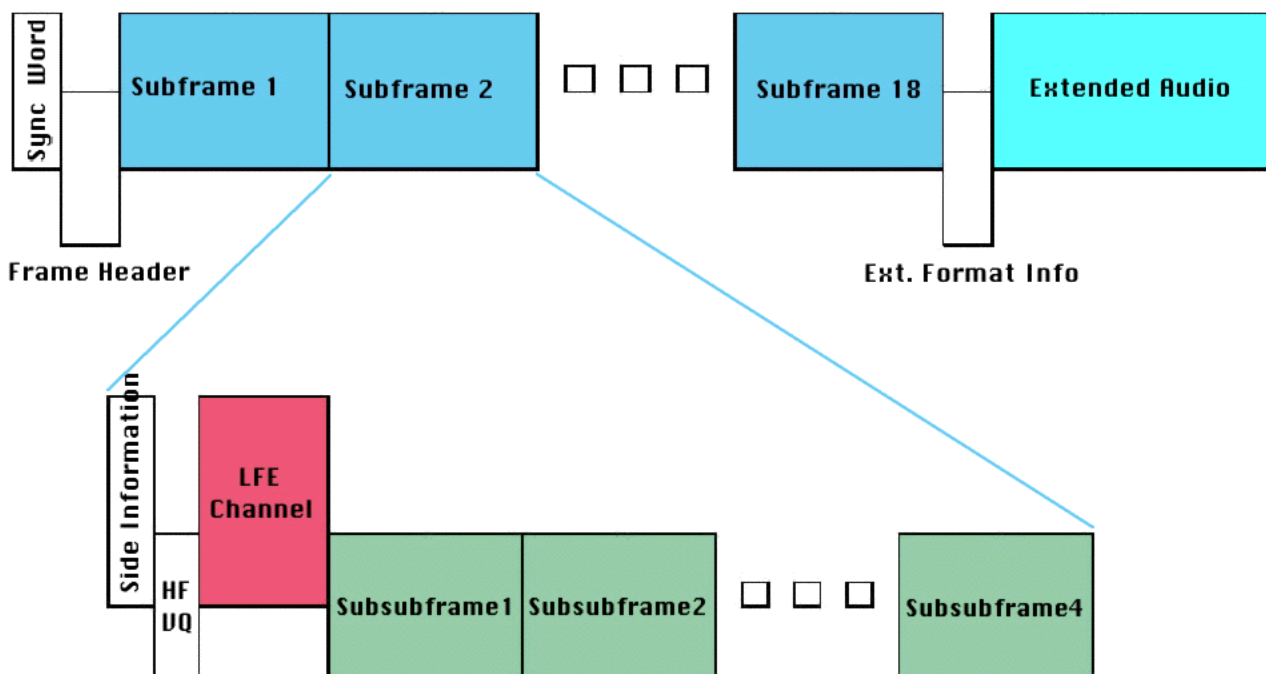 Sync Word
Subframe 1
Subframe 2
Subframe 18
Extended Audio
Frame Header
Ext. Format Info
Side Information
HF
VQ
LFE
Channel
Subsubframe1
Subsubframe2
Subsubframe4